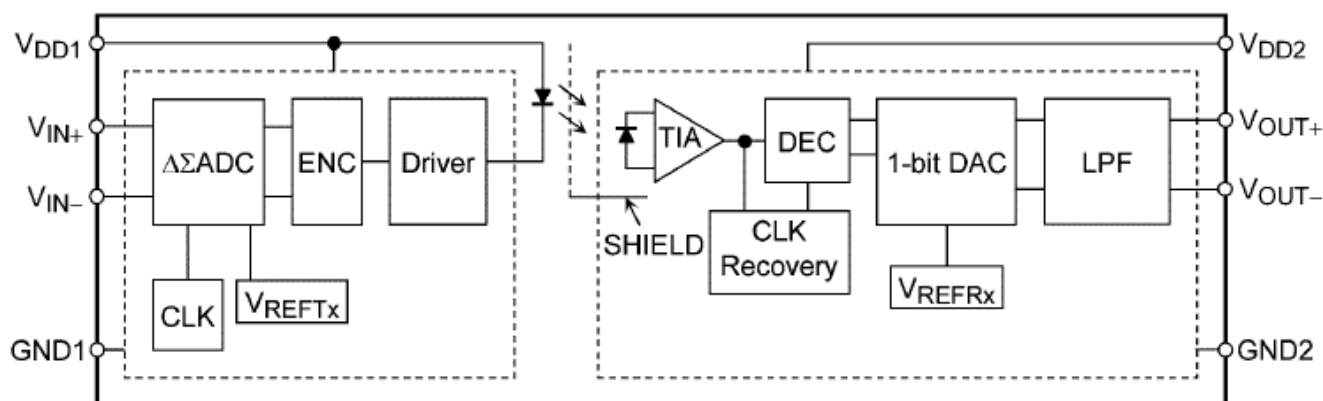 VDD1
VDD2
VIN+
VIN−
ΔΣADC
ENC
Driver
TIA
DEC
1-bit DAC
LPF
VOUT+
VOUT−
SHIELD
CLK
Recovery
CLK
VREFTx
VREFRx
GND1
GND2